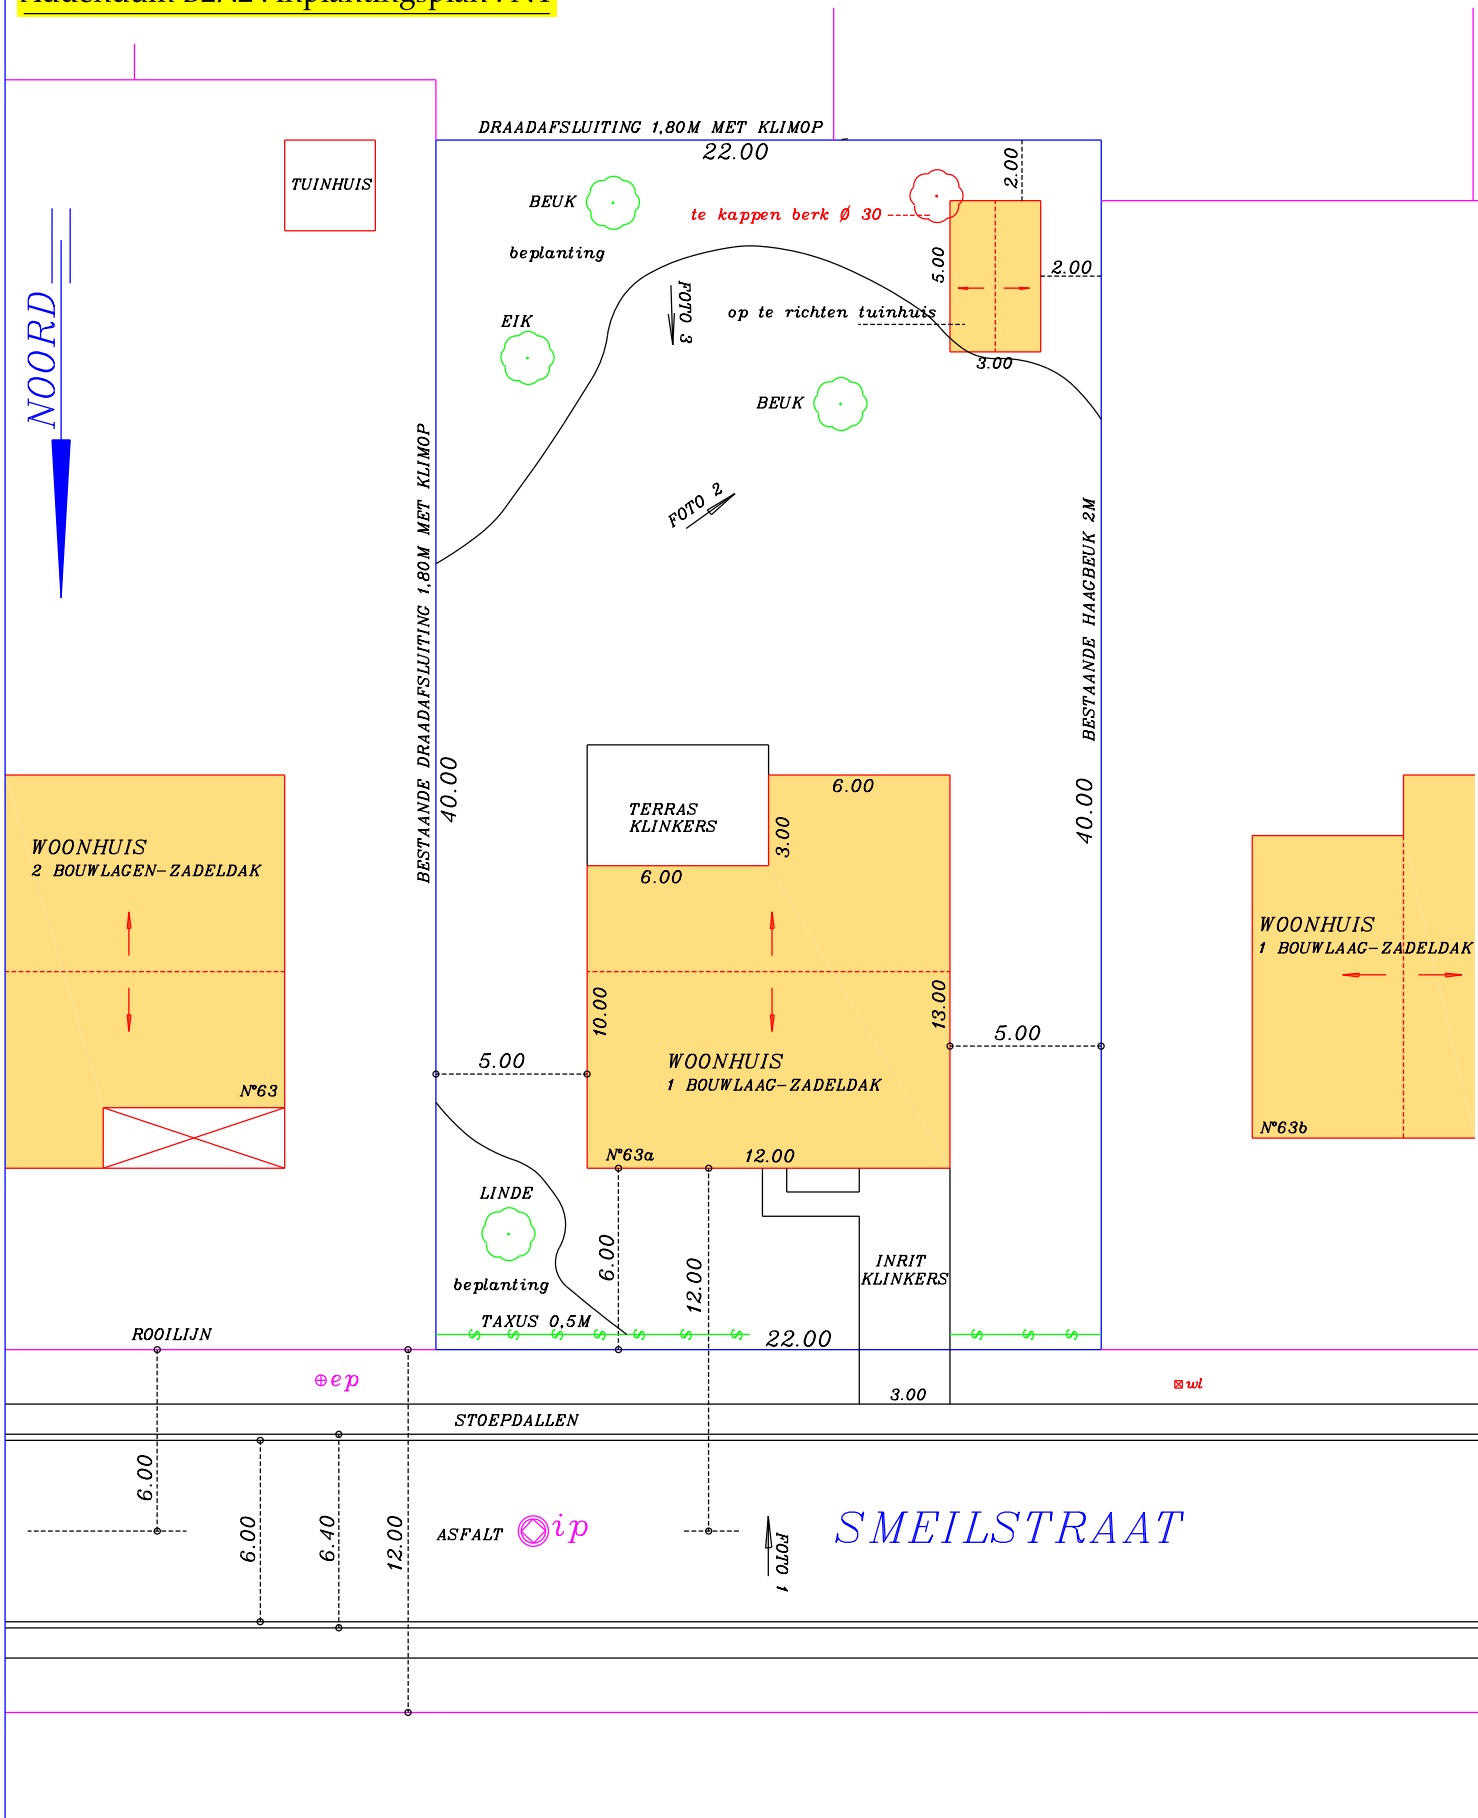 Addendum B27.2 : Inplantingsplan : N1
DRAADAFSLUITING 1,80M MET KLIMOP
22.00
2.00
TUINHUIS
BEUK
te kappen berk Ø 30
beplanting
5.00
2.00
FOTO 3
op te richten tuinhuis
EIK
3.00
NOORD
BEUK
FOTO 2
BESTAANDE DRAADAFSLUITING 1,80M MET KLIMOP
40.00
BESTAANDE HAAGBEUK 2M
40.00
TERRAS
KLINKERS
6.00
3.00
6.00
WOONHUIS
2 BOUWLAGEN-ZADELDAK
N°63
WOONHUIS
1 BOUWLAAG-ZADELDAK
N°63b
10.00
13.00
5.00
5.00
WOONHUIS
1 BOUWLAAG-ZADELDAK
N°63a
12.00
LINDE
beplanting
6.00
12.00
INRIT
KLINKERS
TAXUS 0,5M
S S S S S S S
S S S
22.00
ROOILIJN
ep
3.00
wl
STOEPDALLEN
6.00
6.00
6.40
12.00
ASFALT
ip
FOTO 1
SMEILSTRAAT